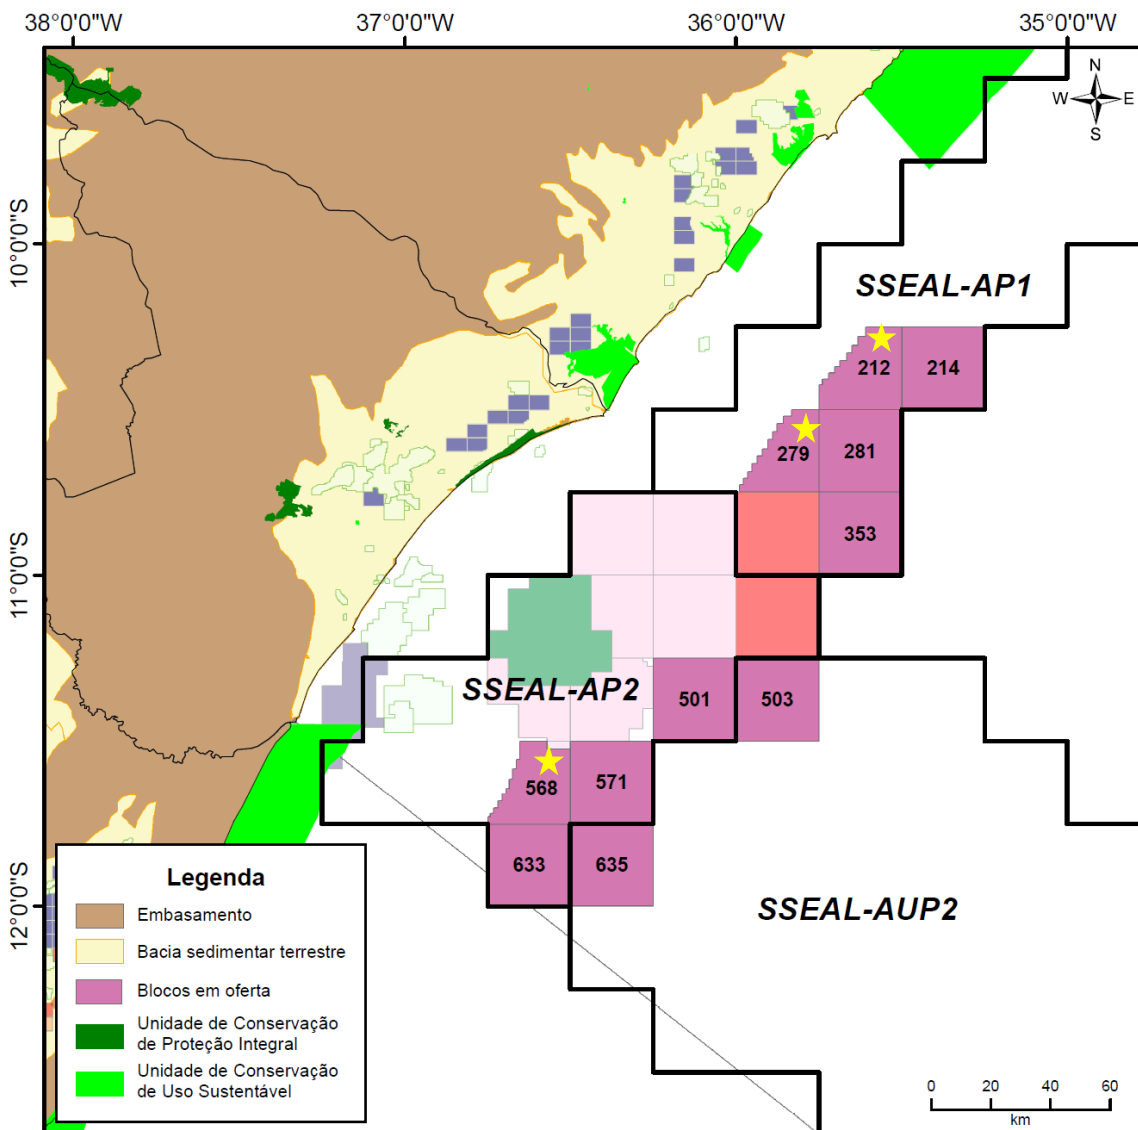 38°0'0"W 37°0'0"W 36°0'0"W 35°0'0"W
N
W E
S
10°0'0"S
SSEAL-AP1
212 214
279 281
353
11°0'0"S
SSEAL-AP2
501 503
568 571
633 635
12°0'0"S
SSEAL-AUP2
Legenda
Embasamento
Bacia sedimentar terrestre
Blocos em oferta
Unidade de Conservação
de Proteção Integral
Unidade de Conservação
de Uso Sustentável
0 20 40 60
km